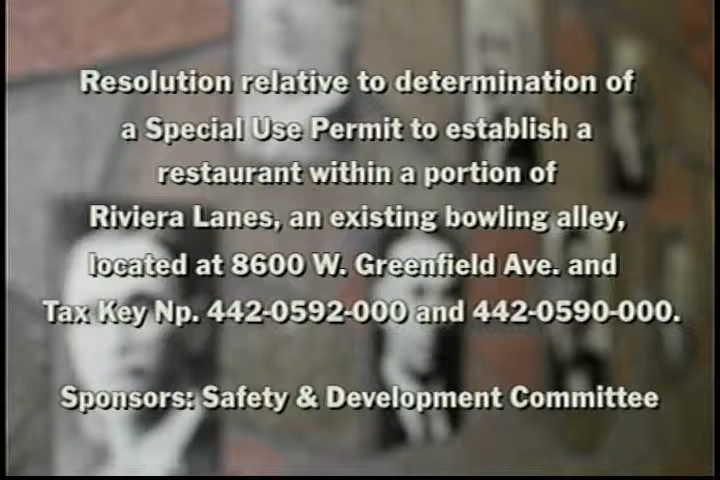 Resolution relative to determination of
a Special Use Permit to establish a
restaurant within a portion of
Riviera Lanes, an existing bowling alley,
located at 8600 W. Greenfield Ave. and
Tax Key Np. 442-0592-000 and 442-0590-000.
Sponsors: Safety & Development Committee